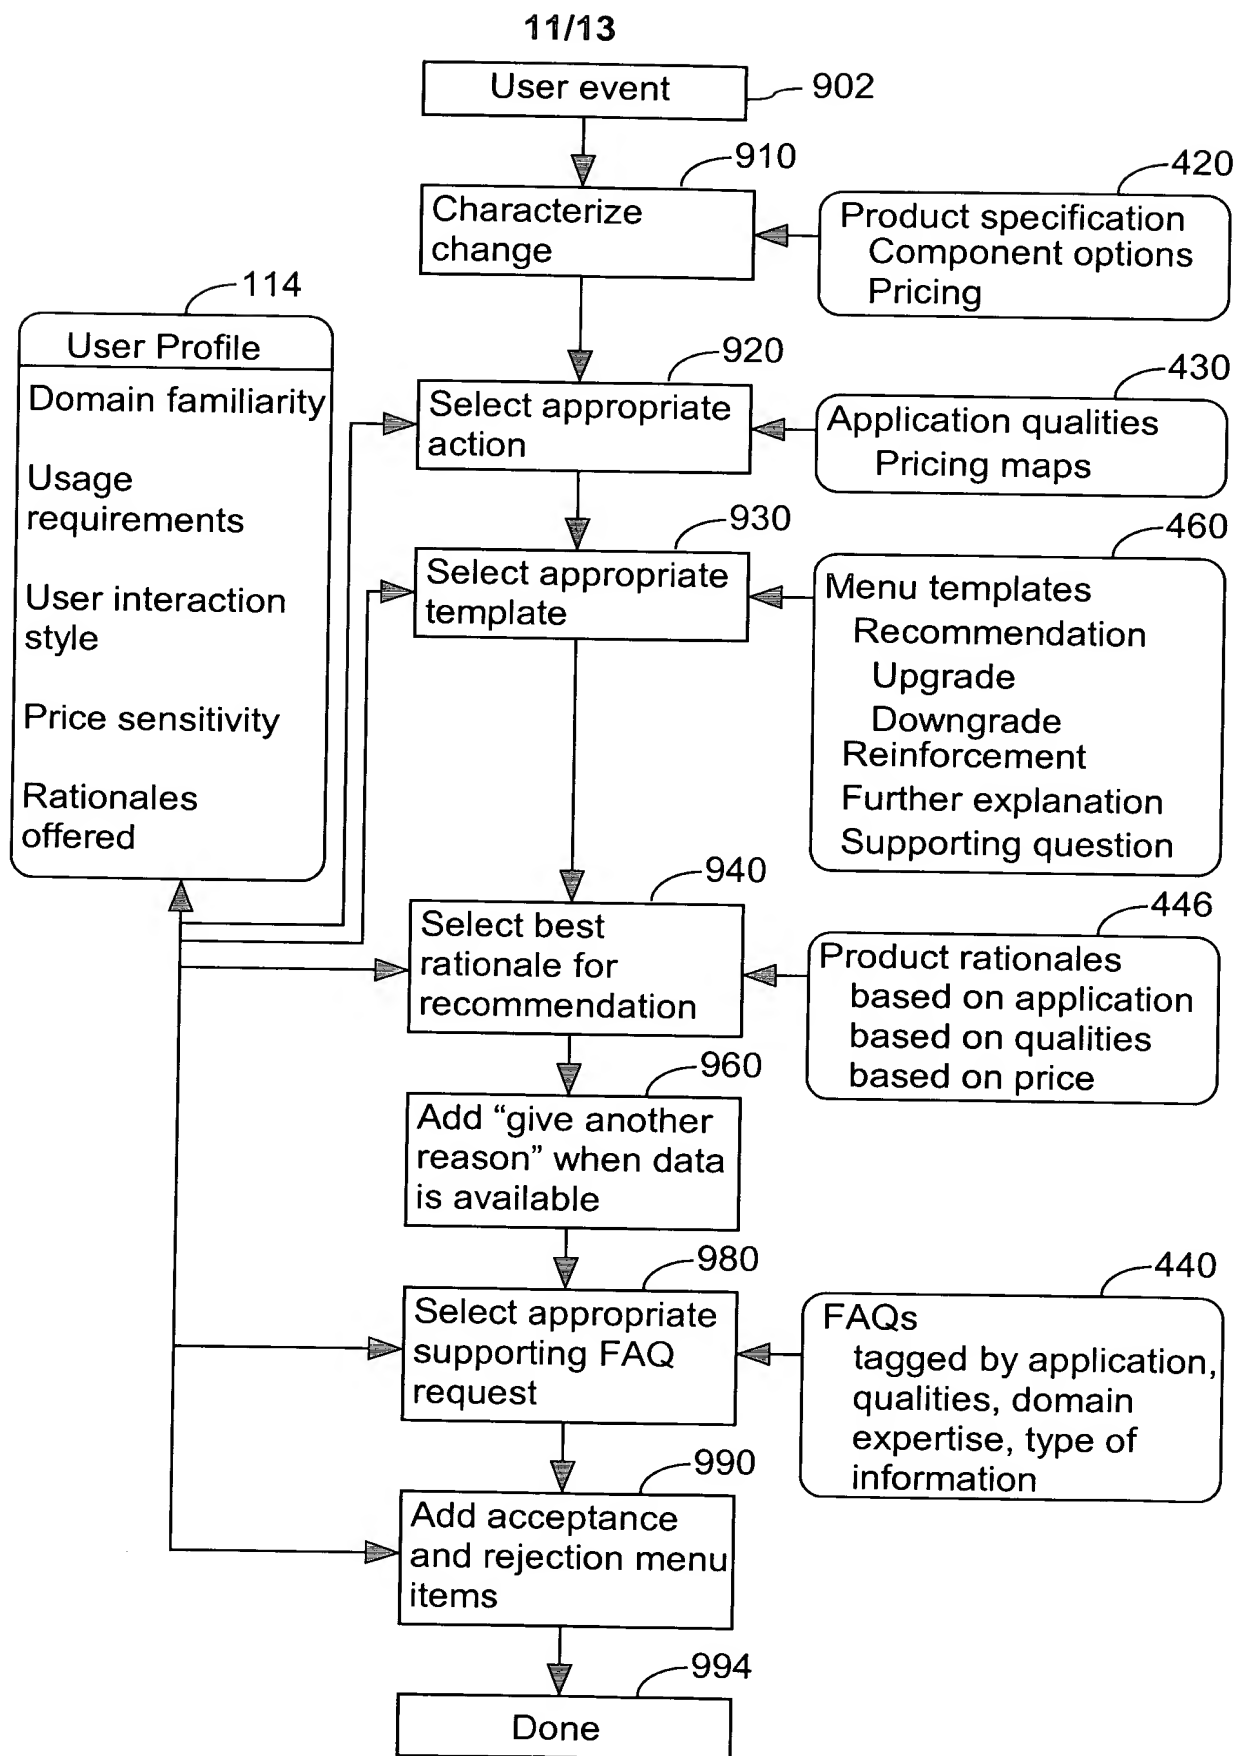 11/13
User event
902
910
Characterize
change
420
Product specification
Component options
Pricing
114
User Profile
Domain familiarity
Usage
requirements
User interaction
style
Price sensitivity
Rationales
offered
920
Select appropriate
action
430
Application qualities
Pricing maps
930
Select appropriate
template
460
Menu templates
Recommendation
Upgrade
Downgrade
Reinforcement
Further explanation
Supporting question
940
Select best
rationale for
recommendation
446
Product rationales
based on application
based on qualities
based on price
960
Add “give another
reason” when data
is available
980
Select appropriate
supporting FAQ
request
440
FAQs
tagged by application,
qualities, domain
expertise, type of
information
990
Add acceptance
and rejection menu
items
994
Done